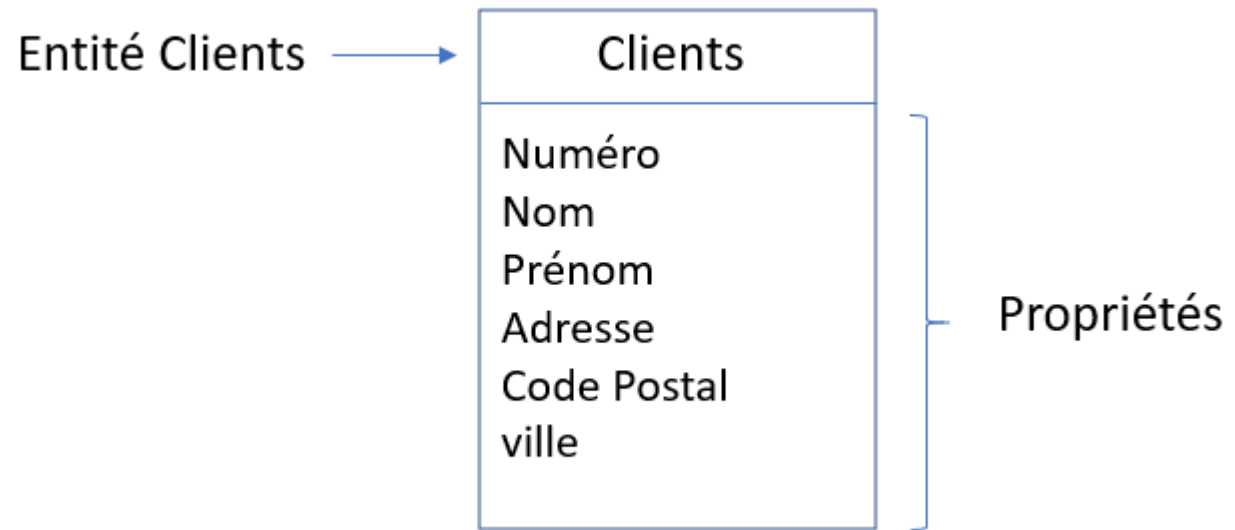 Entité Clients
Clients
Numéro
Nom
Prénom
Adresse
Code Postal
ville
Propriétés